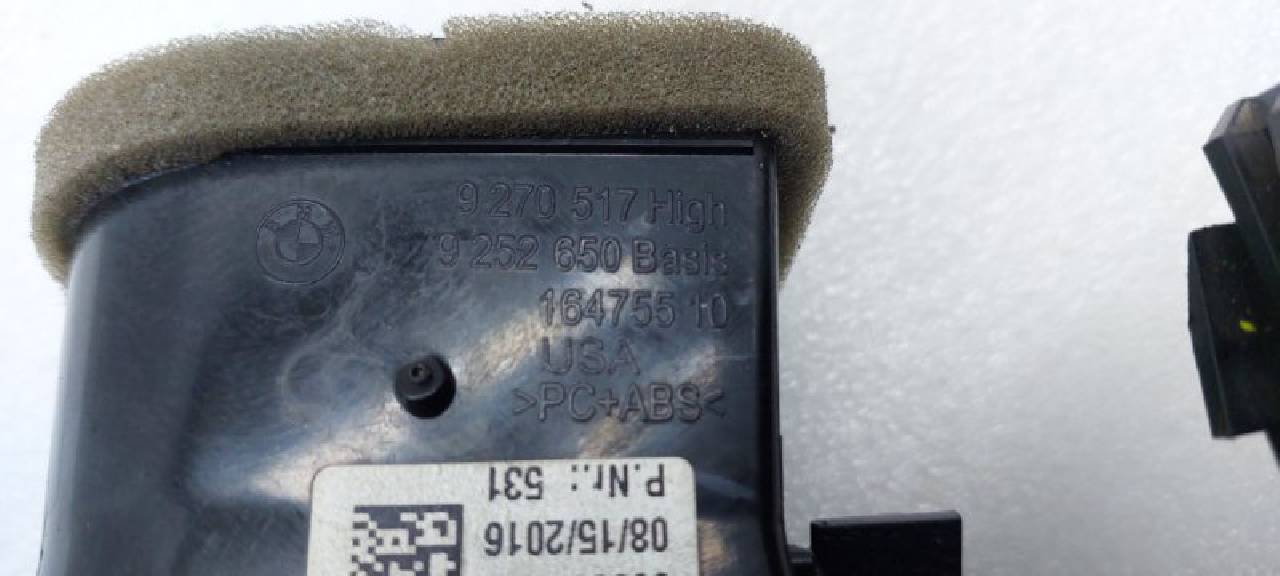 9 270 517 High
9 252 650 Basis
164755 10
USA
>PC+ABS<
P.Nr.: 531
08/15/2016